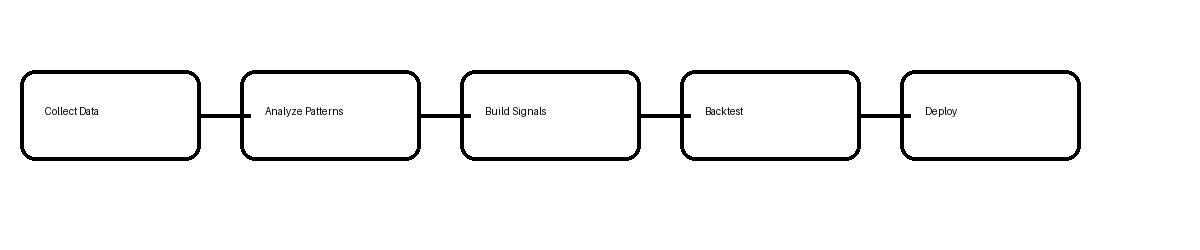 Collect Data
Analyze Patterns
Build Signals
Backtest
Deploy